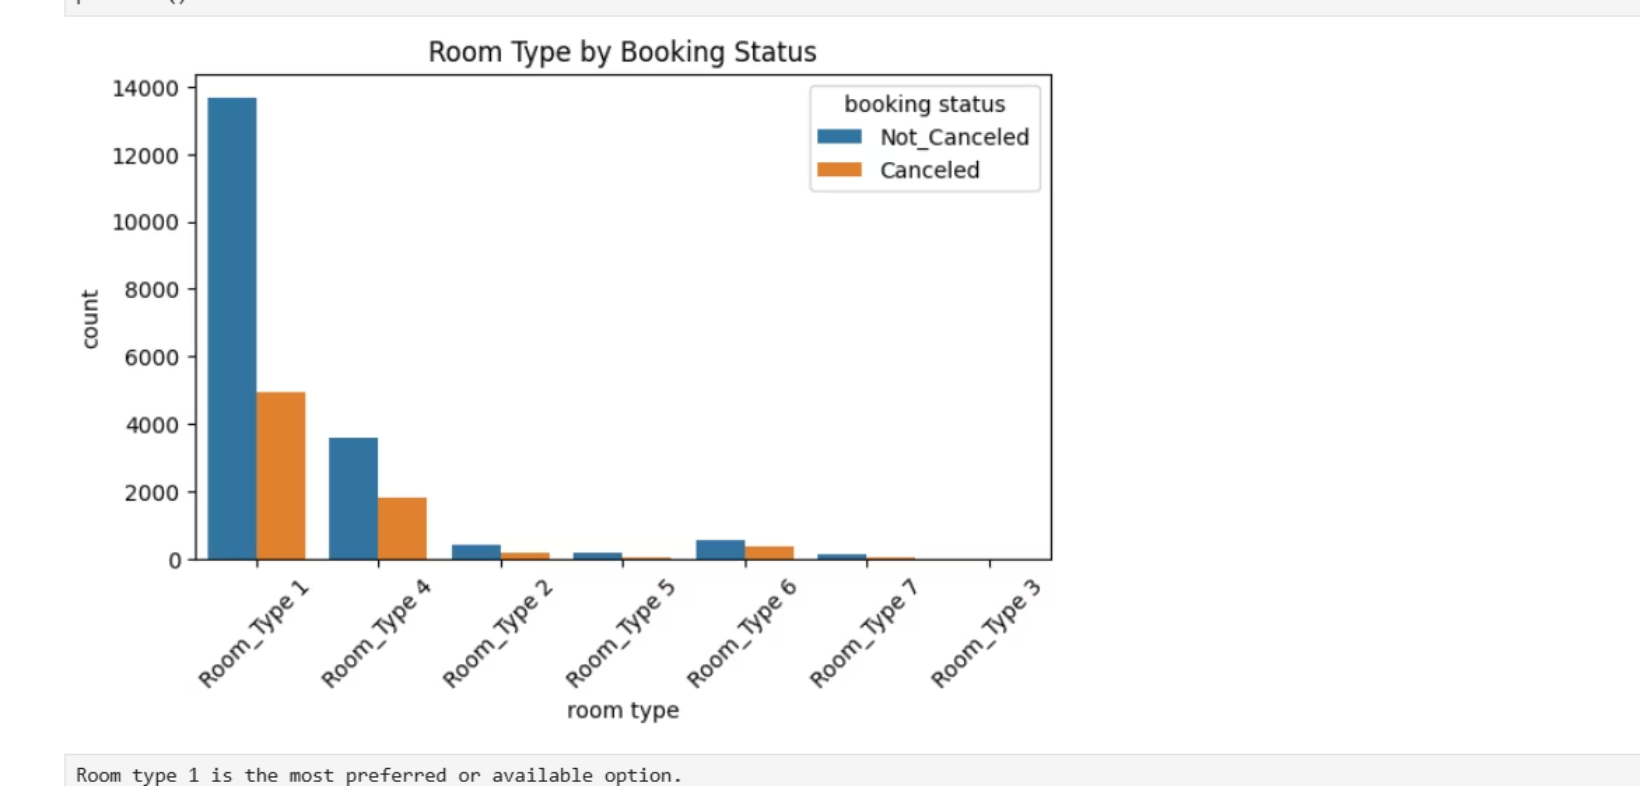 Room Type by Booking Status
14000
12000
10000
8000
6000
4000
2000
0
count
booking status
Not_Canceled
Canceled
Room_Type 1
Room_Type 4
Room_Type 2
Room_Type 5
Room_Type 6
Room_Type 7
Room_Type 3
room type
Room type 1 is the most preferred or available option.